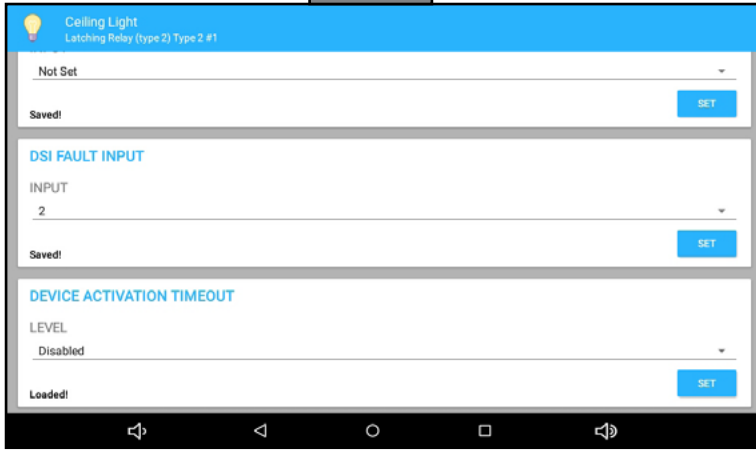 Ceiling Light
Latching Relay (type 2) Type 2 #1
Not Set
SET
Saved!
DSI FAULT INPUT
INPUT
2
SET
Saved!
DEVICE ACTIVATION TIMEOUT
LEVEL
Disabled
SET
Loaded!